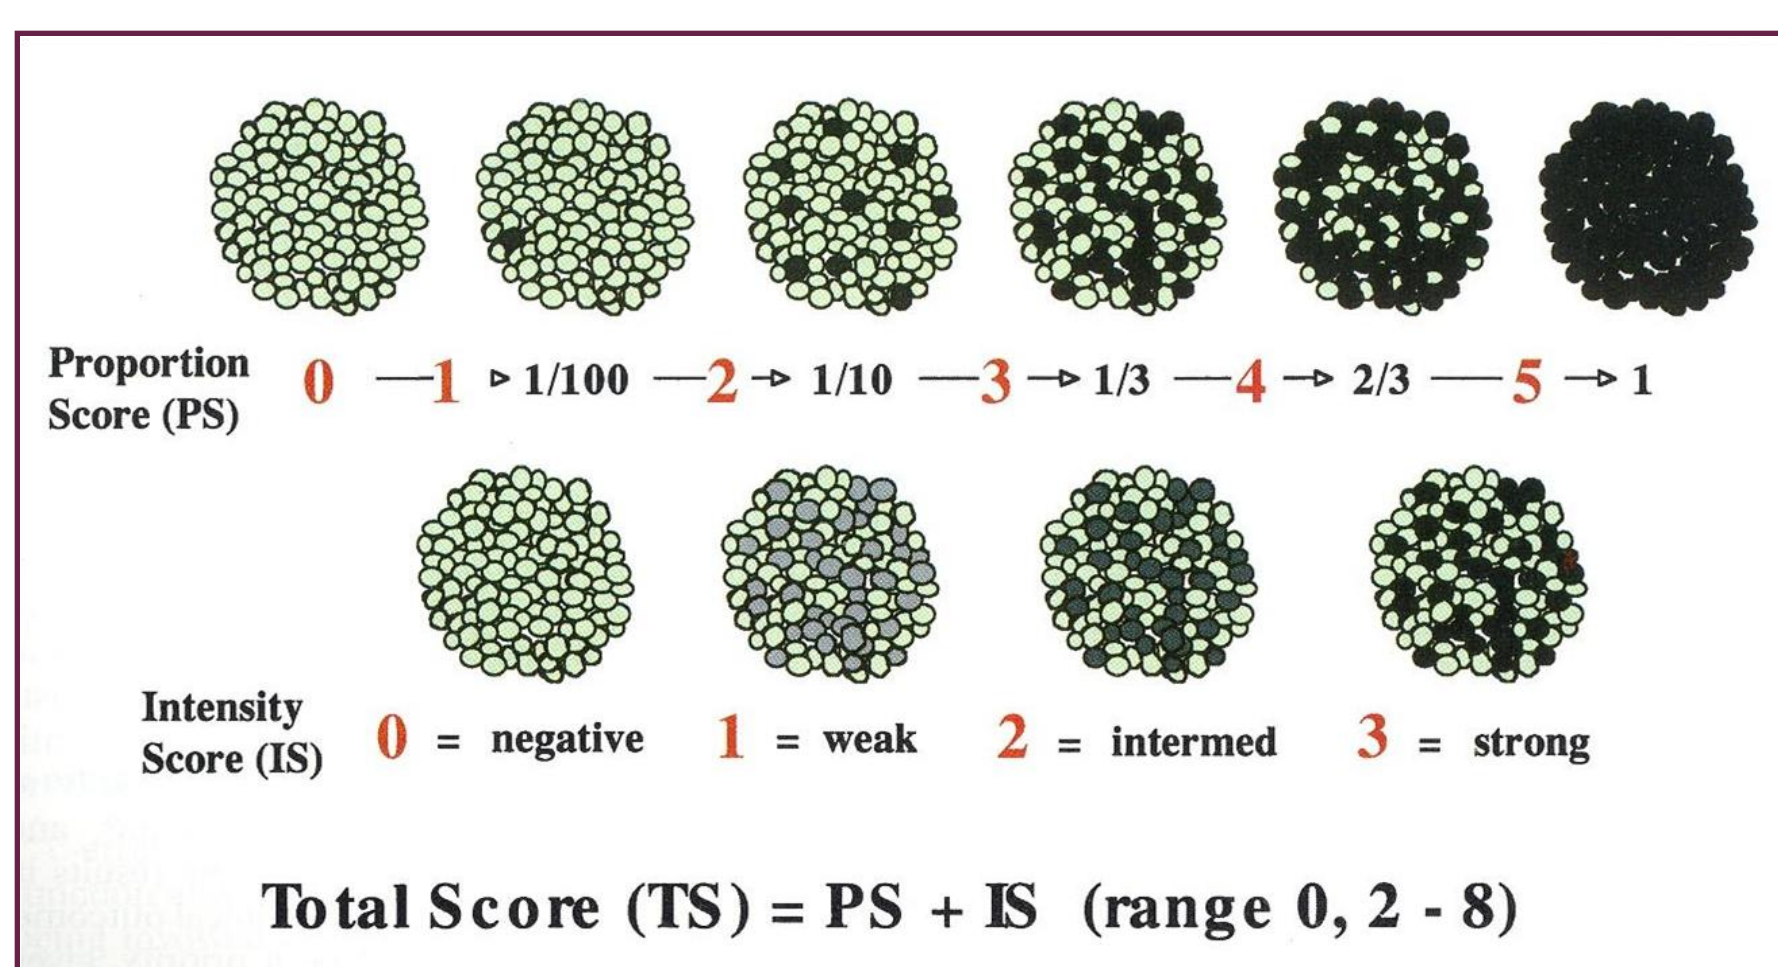 Proportion
Score (PS)
0 —1 ▷ 1/100 —2→ 1/10 —3→ 1/3 —4→ 2/3 —5→ 1
Intensity
Score (IS)
0 = negative 1 = weak 2 = intermed 3 = strong
Total Score (TS) = PS + IS (range 0, 2 - 8)